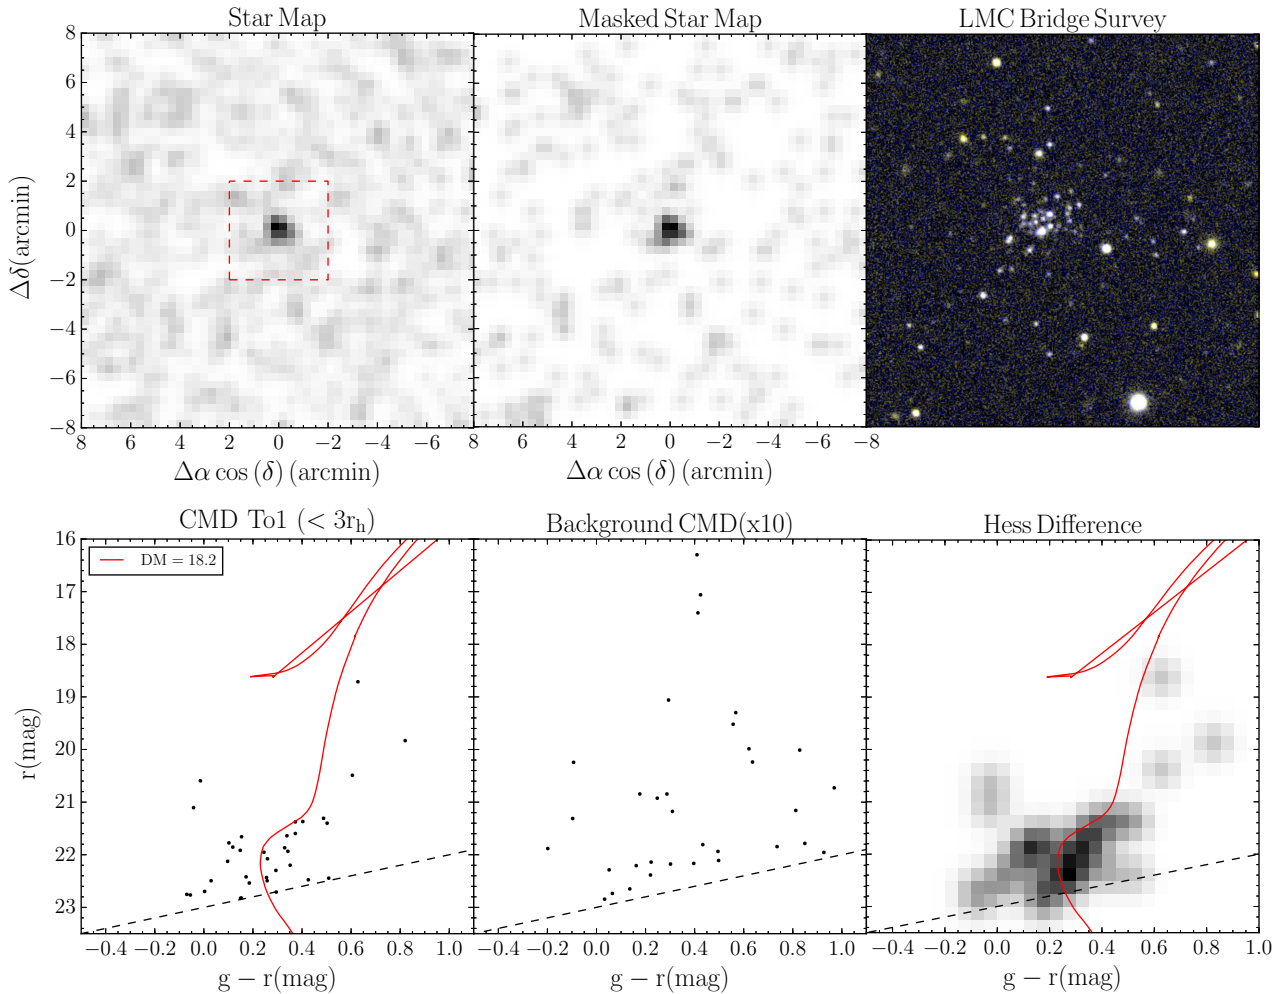 Star Map
Masked Star Map
LMC Bridge Survey
8
6
4
2
0
−2
−4
−6
−8
Δδ(arcmin)
8 6 4 2 0 −2 −4 −6 8 6 4 2 0 −2 −4 −6 −8
Δα cos (δ) (arcmin)
Δα cos (δ) (arcmin)
CMD To1 (< 3r_h)
Background CMD(x10)
Hess Difference
DM = 18.2
16
17
18
19
20
21
22
23
r(mag)
−0.4 −0.2 0.0 0.2 0.4 0.6 0.8 1.0
−0.4 −0.2 0.0 0.2 0.4 0.6 0.8 1.0
−0.4 −0.2 0.0 0.2 0.4 0.6 0.8 1.0
g − r(mag)
g − r(mag)
g − r(mag)